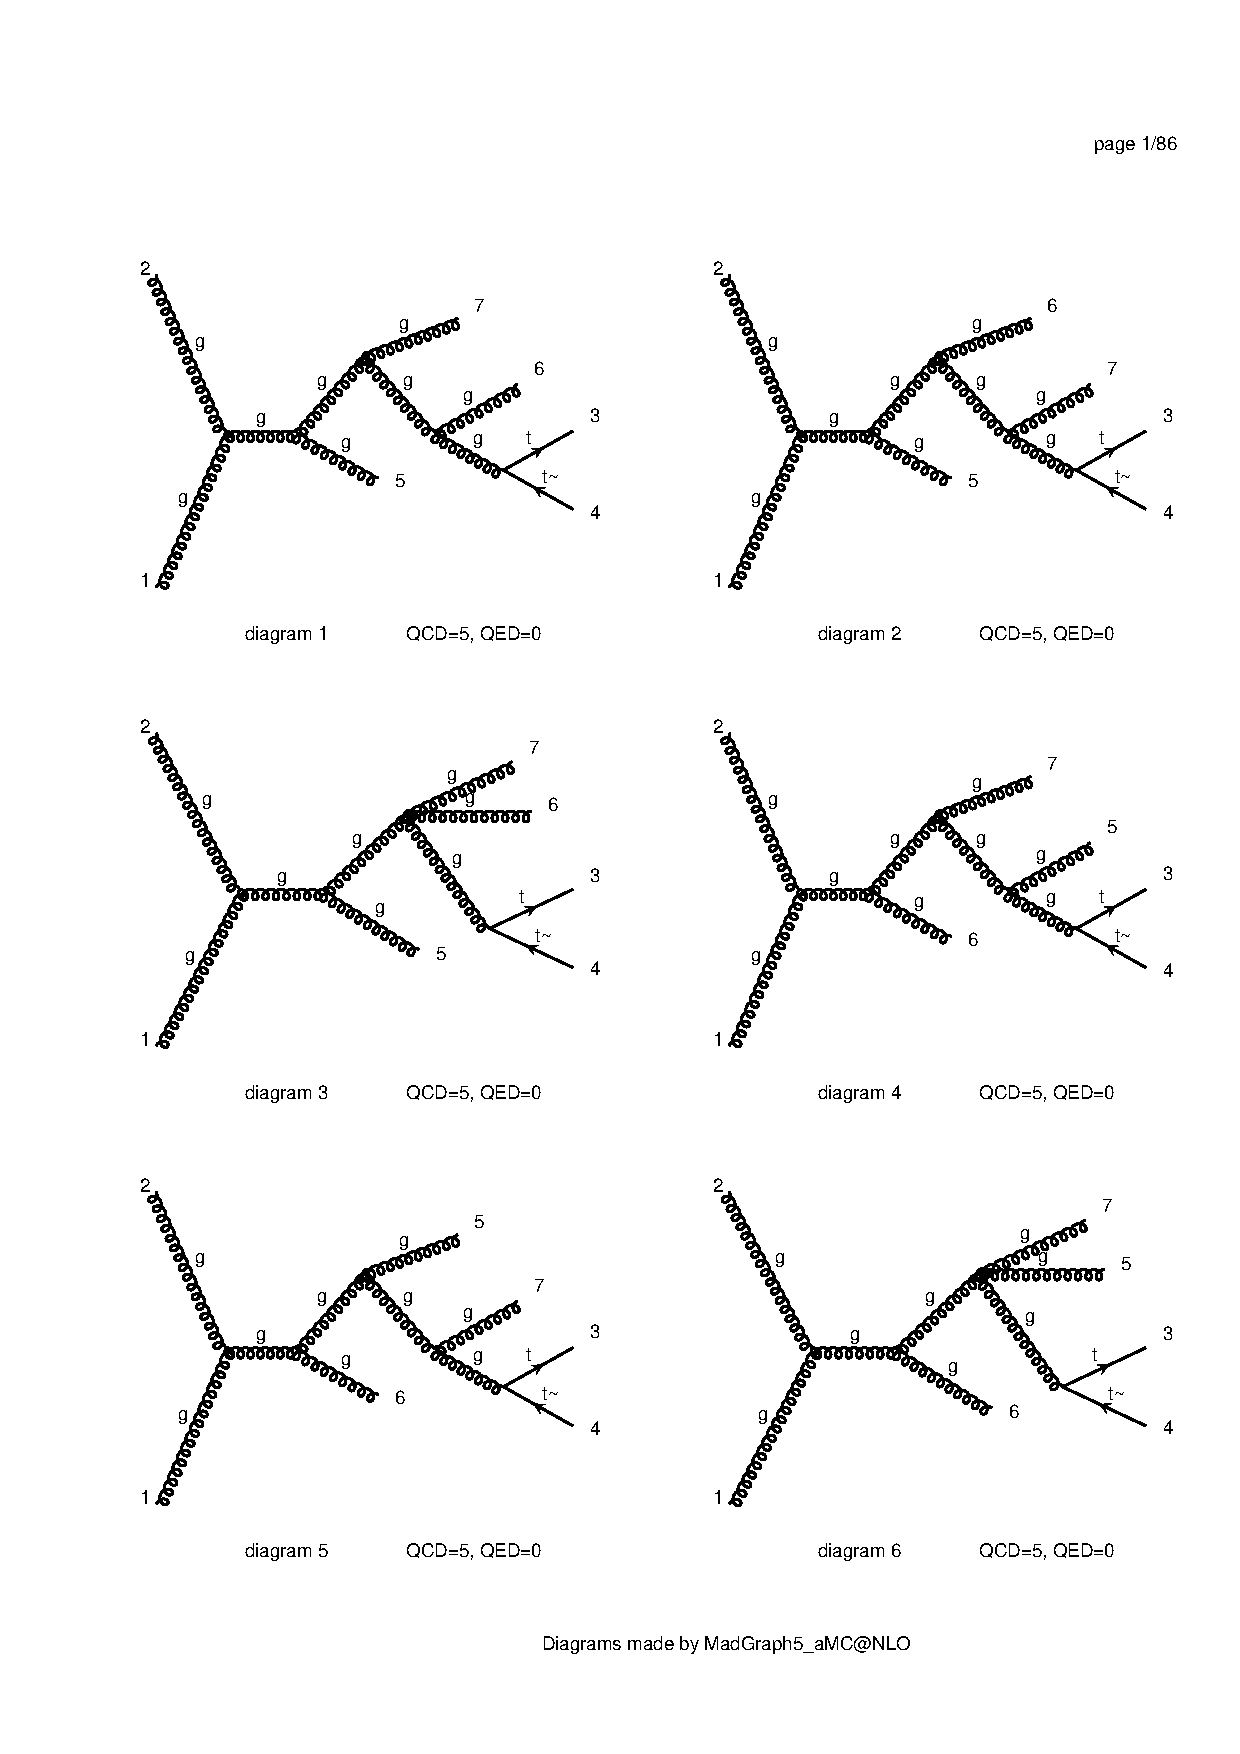 page 1/86
2
7
g
g
g
6
g
g
g
g
g
t
3
g
5
t~
4
g
1
diagram 1 QCD=5, QED=0
2
6
g
g
g
7
g
g
g
g
t
3
g
5
t~
4
g
1
diagram 2 QCD=5, QED=0
2
7
g
g
6
g
g
g
g
t
3
g
5
t~
4
g
1
diagram 3 QCD=5, QED=0
2
7
g
g
g
5
g
g
g
g
t
3
g
6
t~
4
g
1
diagram 4 QCD=5, QED=0
2
5
g
g
g
7
g
g
g
g
t
3
g
6
t~
4
g
1
diagram 5 QCD=5, QED=0
2
7
g
g
5
g
g
g
g
t
3
g
6
t~
4
g
1
diagram 6 QCD=5, QED=0
Diagrams made by MadGraph5_aMC@NLO